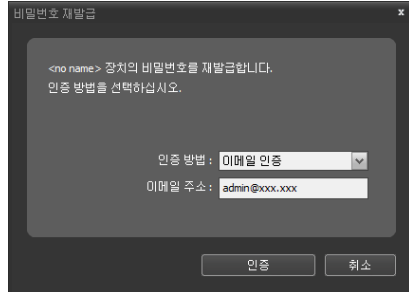 비밀번호 재발급
x
<no name> 장치의 비밀번호를 재발급합니다.
인증 방법을 선택하십시오.
인증 방법 : 이메일 인증
이메일 주소 : admin@xxx.xxx
인증 취소